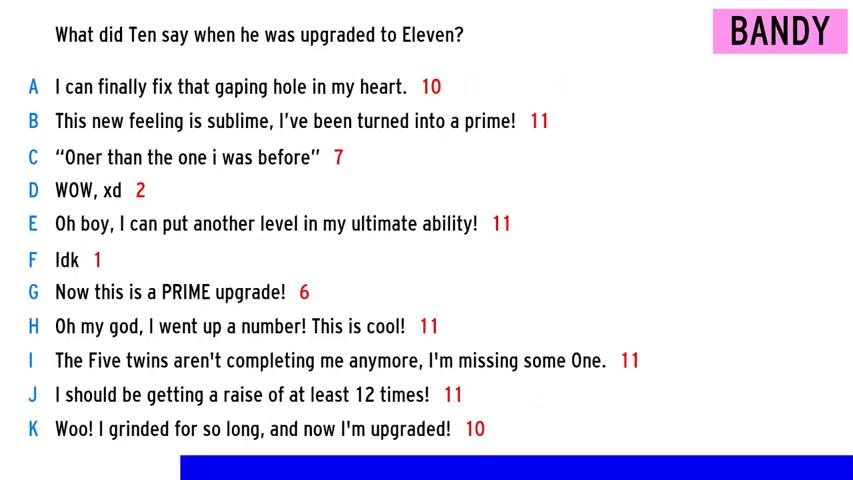 What did Ten say when he was upgraded to Eleven?
BANDY
A I can finally fix that gaping hole in my heart. 10
B This new feeling is sublime, I've been turned into a prime! 11
C “Oner than the one i was before” 7
D WOW, xd 2
E Oh boy, I can put another level in my ultimate ability! 11
F Idk 1
G Now this is a PRIME upgrade! 6
H Oh my god, I went up a number! This is cool! 11
I The Five twins aren't completing me anymore, I'm missing some One. 11
J I should be getting a raise of at least 12 times! 11
K Woo! I grinded for so long, and now I'm upgraded! 10